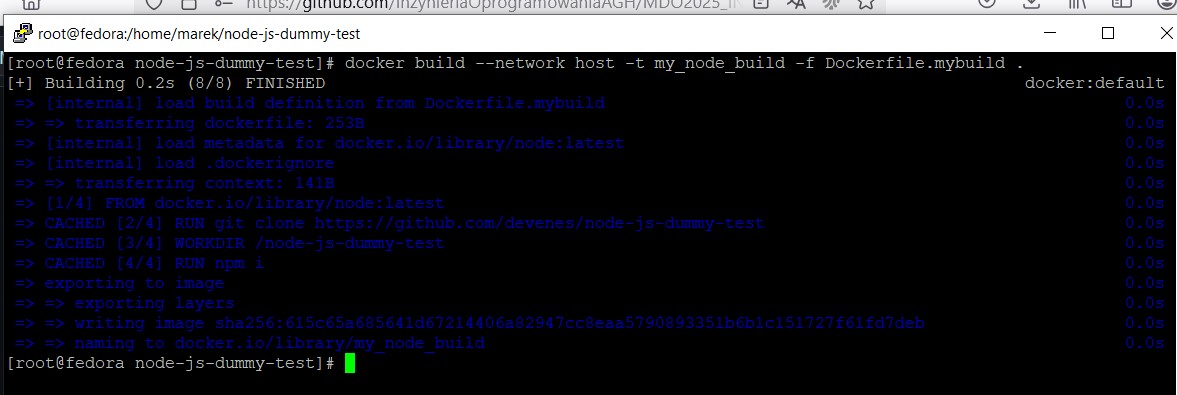 https://github.com/InzynieriaOprogramowaniaAGH/MDO2025_IN
root@fedora:/home/marek/node-js-dummy-test
[root@fedora node-js-dummy-test]# docker build --network host -t my_node_build -f Dockerfile.mybuild .
[+] Building 0.2s (8/8) FINISHED docker:default
=> [internal] load build definition from Dockerfile.mybuild 0.0s
=> => transferring dockerfile: 253B 0.0s
=> [internal] load metadata for docker.io/library/node:latest 0.0s
=> [internal] load .dockerignore 0.0s
=> => transferring context: 141B 0.0s
=> [1/4] FROM docker.io/library/node:latest 0.0s
=> CACHED [2/4] RUN git clone https://github.com/devenes/node-js-dummy-test 0.0s
=> CACHED [3/4] WORKDIR /node-js-dummy-test 0.0s
=> CACHED [4/4] RUN npm i 0.0s
=> exporting to image 0.0s
=> => exporting layers 0.0s
=> => writing image sha256:615c65a685641d67214406a82947cc8eaa5790893351b6b1c151727f61fd7deb 0.0s
=> => naming to docker.io/library/my_node_build 0.0s
[root@fedora node-js-dummy-test]#